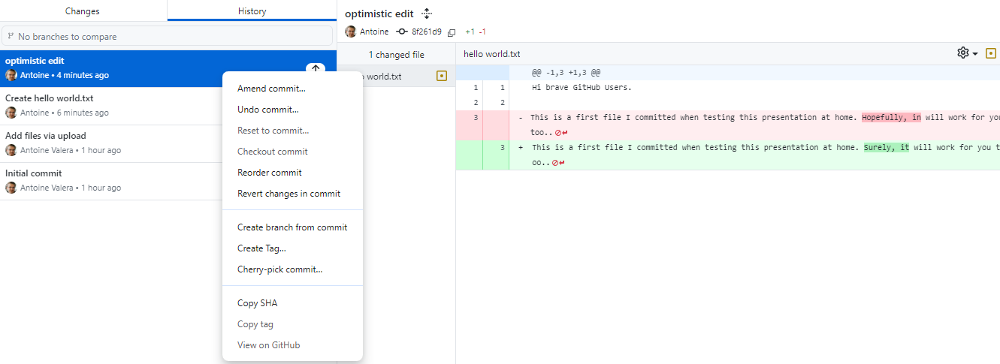 Changes
History
No branches to compare
optimistic edit
Antoine • 4 minutes ago
Create hello world.txt
Antoine • 6 minutes ago
Add files via upload
Antoine Valera • 1 hour ago
Initial commit
Antoine Valera • 1 hour ago
Amend commit...
Undo commit...
Reset to commit...
Checkout commit
Reorder commit
Revert changes in commit
Create branch from commit
Create Tag...
Cherry-pick commit...
Copy SHA
Copy tag
View on GitHub
optimistic edit
Antoine 8f261d9 +1 -1
1 changed file
world.txt
hello world.txt
@@ -1,3 +1,3 @@
1 1 Hi brave GitHub Users.
2 2
3 - This is a first file I committed when testing this presentation at home. Hopefully, in will work for you
too..
3 + This is a first file I committed when testing this presentation at home. Surely, it will work for you t
oo..